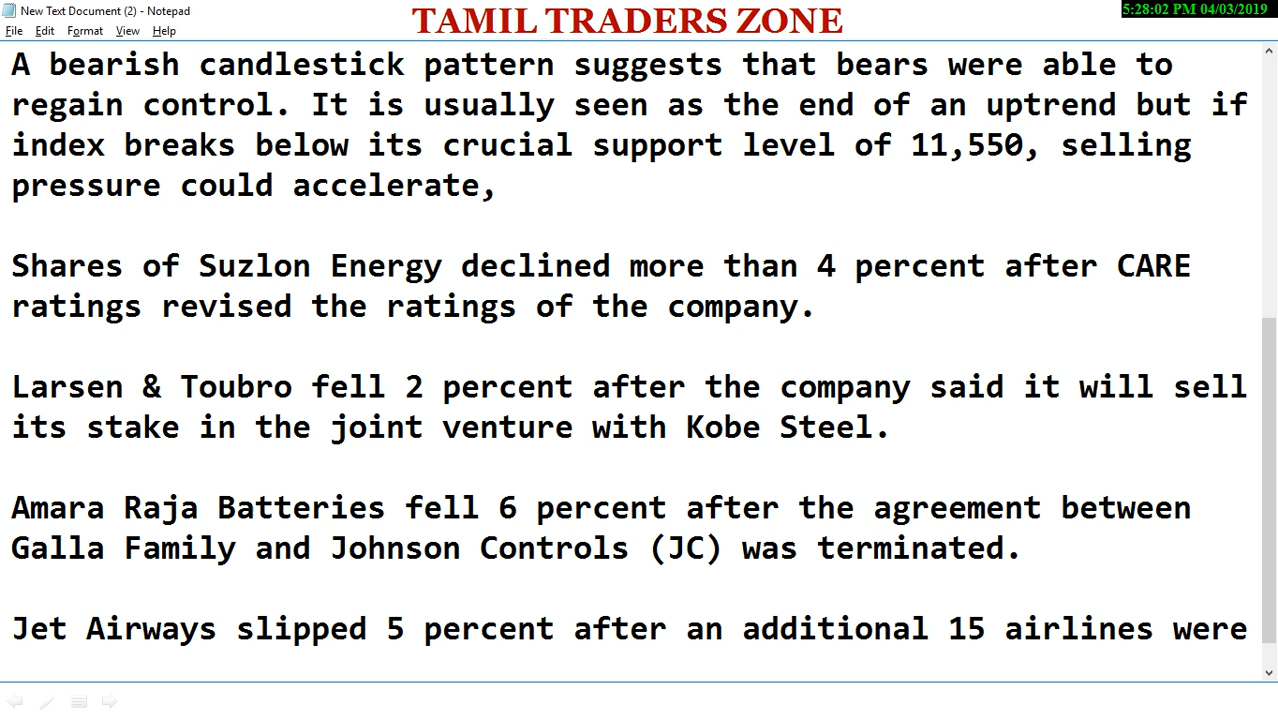 New Text Document (2) - Notepad
TAMIL TRADERS ZONE
5:28:02 PM 04/03/2019
File Edit Format View Help
A bearish candlestick pattern suggests that bears were able to
regain control. It is usually seen as the end of an uptrend but if
index breaks below its crucial support level of 11,550, selling
pressure could accelerate,
Shares of Suzlon Energy declined more than 4 percent after CARE
ratings revised the ratings of the company.
Larsen & Toubro fell 2 percent after the company said it will sell
its stake in the joint venture with Kobe Steel.
Amara Raja Batteries fell 6 percent after the agreement between
Galla Family and Johnson Controls (JC) was terminated.
Jet Airways slipped 5 percent after an additional 15 airlines were